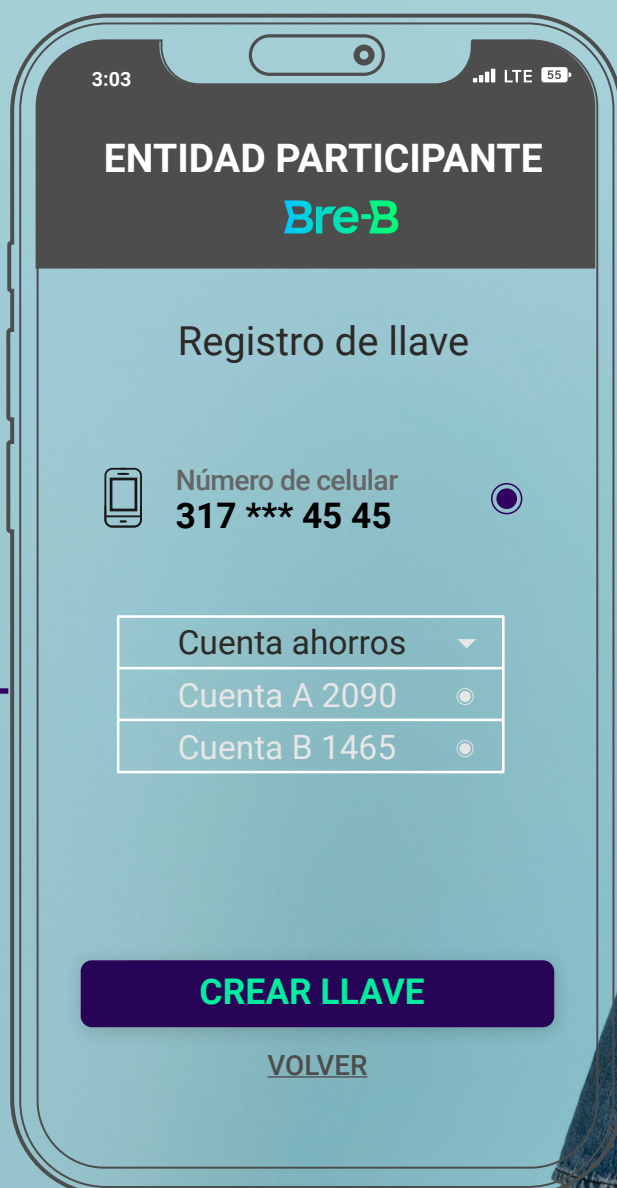 3:03
LTE 55
ENTIDAD PARTICIPANTE
Bre-B
Registro de llave
Número de celular
317 *** 45 45
Cuenta ahorros
Cuenta A 2090
Cuenta B 1465
CREAR LLAVE
VOLVER